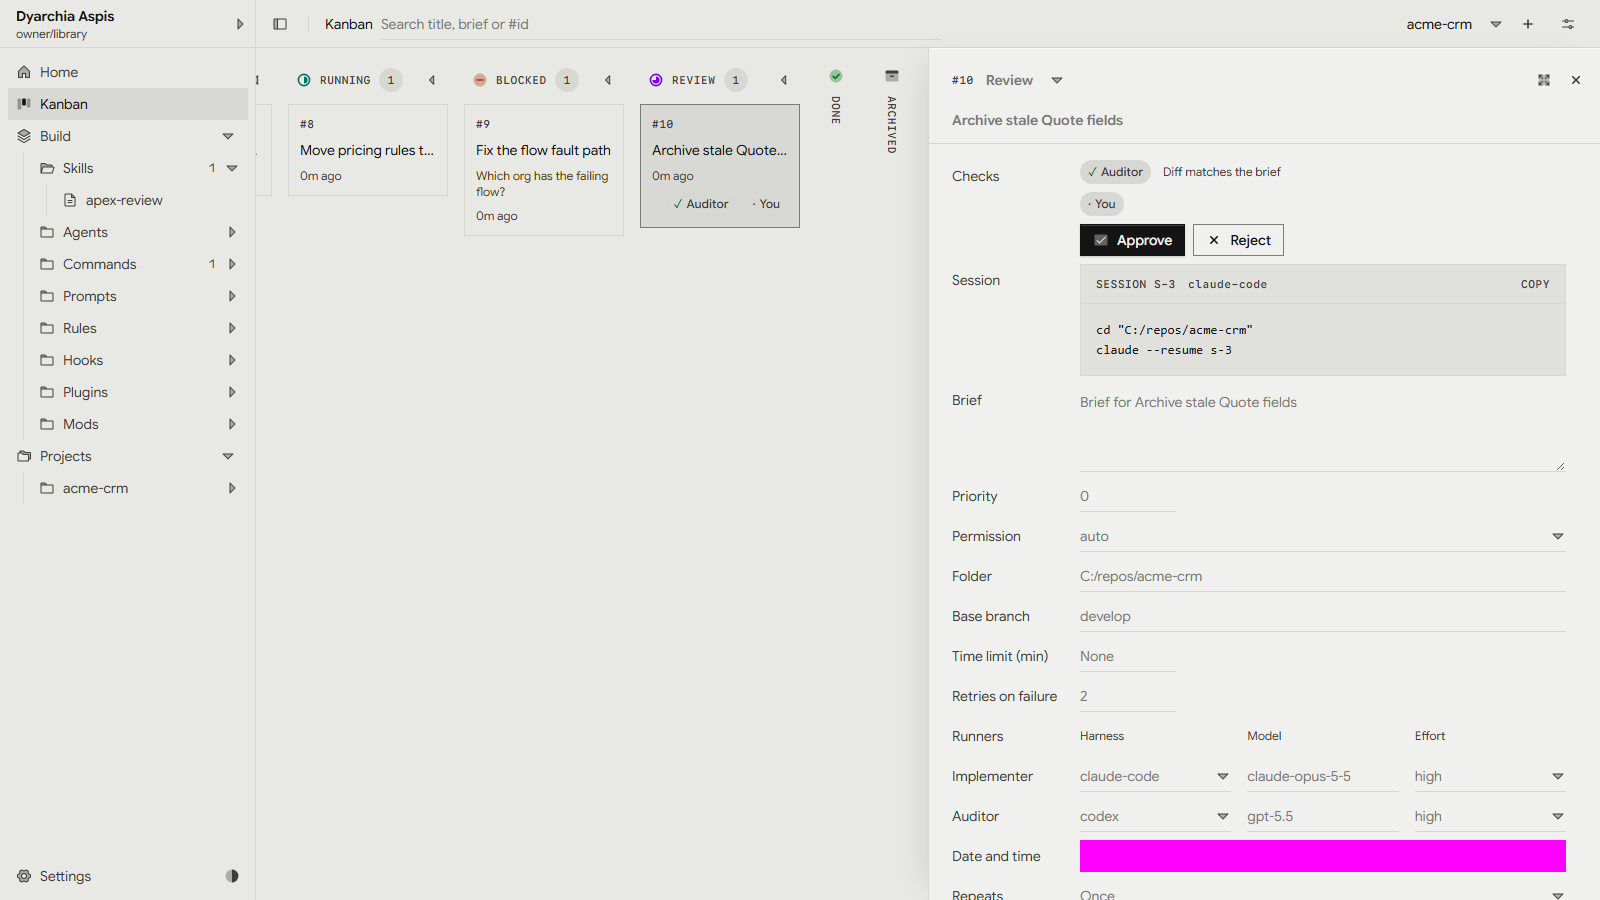 Dyarchia Aspis
owner/library
Home
Kanban
Build
Skills 1
apex-review
Agents
Commands 1
Prompts
Rules
Hooks
Plugins
Mods
Projects
acme-crm
Settings
Kanban Search title, brief or #id
acme-crm
RUNNING 1
#8
Move pricing rules t...
0m ago
BLOCKED 1
#9
Fix the flow fault path
Which org has the failing
flow?
0m ago
REVIEW 1
#10
Archive stale Quote...
0m ago
✓ Auditor · You
DONE
ARCHIVED
#10 Review
Archive stale Quote fields
Checks
✓ Auditor Diff matches the brief
· You
Approve Reject
Session
SESSION S-3 claude-code COPY
cd "C:/repos/acme-crm"
claude --resume s-3
Brief
Brief for Archive stale Quote fields
Priority 0
Permission auto
Folder C:/repos/acme-crm
Base branch develop
Time limit (min) None
Retries on failure 2
Runners Harness Model Effort
Implementer claude-code claude-opus-5-5 high
Auditor codex gpt-5.5 high
Date and time
Repeats Once